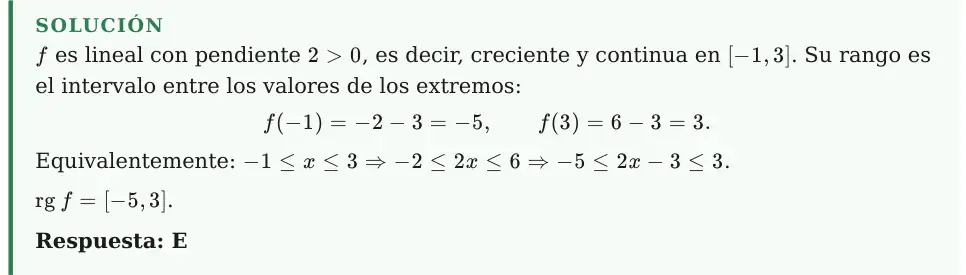 SOLUCIÓN
f es lineal con pendiente 2 > 0, es decir, creciente y continua en [−1, 3]. Su rango es
el intervalo entre los valores de los extremos:
f(−1) = −2 − 3 = −5, f(3) = 6 − 3 = 3.
Equivalentemente: −1 ≤ x ≤ 3 ⇒ −2 ≤ 2x ≤ 6 ⇒ −5 ≤ 2x − 3 ≤ 3.
rg f = [−5, 3].
Respuesta: E